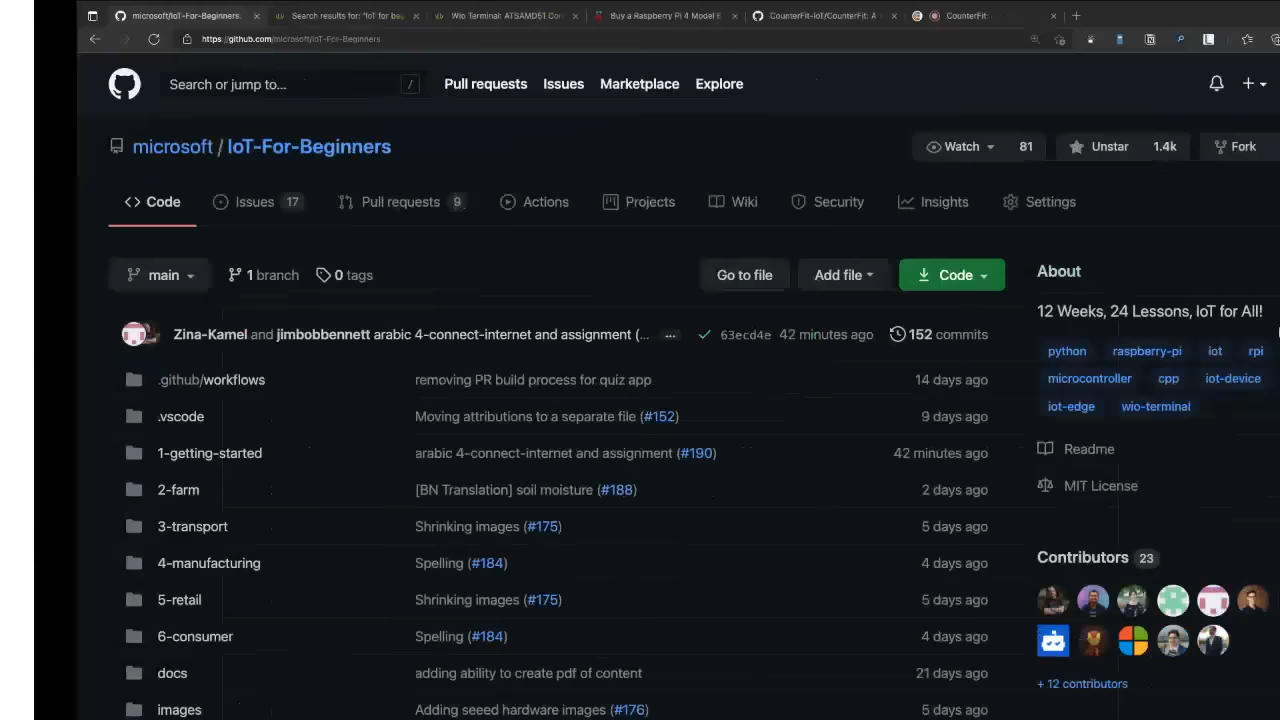 microsoft/IoT-For-Beginners. Search results for: "IoT for beg Wio Terminal: ATSAMD51 Cor Buy a Raspberry Pi 4 Model B CounterFit-IoT/CounterFit: A CounterFit
https://github.com/microsoft/IoT-For-Beginners
Search or jump to... / Pull requests Issues Marketplace Explore
microsoft / IoT-For-Beginners Watch 81 Unstar 1.4k Fork
Code Issues 17 Pull requests 9 Actions Projects Wiki Security Insights Settings
main 1 branch 0 tags Go to file Add file Code
Zina-Kamel and jimbobbennett arabic 4-connect-internet and assignment (... ... 63ecd4e 42 minutes ago 152 commits
.github/workflows removing PR build process for quiz app 14 days ago
.vscode Moving attributions to a separate file (#152) 9 days ago
1-getting-started arabic 4-connect-internet and assignment (#190) 42 minutes ago
2-farm [BN Translation] soil moisture (#188) 2 days ago
3-transport Shrinking images (#175) 5 days ago
4-manufacturing Spelling (#184) 4 days ago
5-retail Shrinking images (#175) 5 days ago
6-consumer Spelling (#184) 4 days ago
docs adding ability to create pdf of content 21 days ago
images Adding seeed hardware images (#176) 5 days ago
About
12 Weeks, 24 Lessons, IoT for All!
python raspberry-pi iot rpi
microcontroller cpp iot-device
iot-edge wio-terminal
Readme
MIT License
Contributors 23
+ 12 contributors